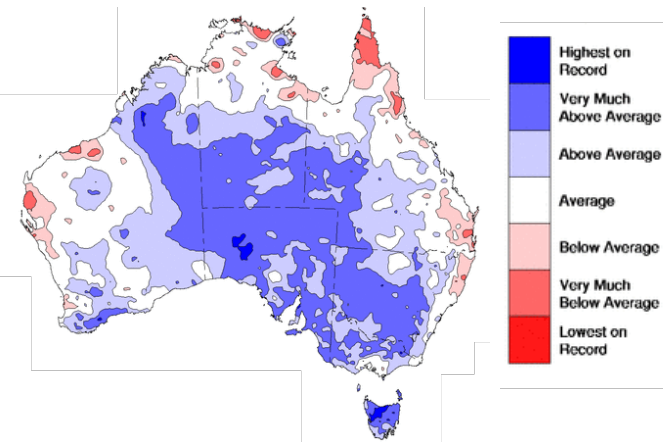 Highest on
Record
Very Much
Above Average
Above Average
Average
Below Average
Very Much
Below Average
Lowest on
Record